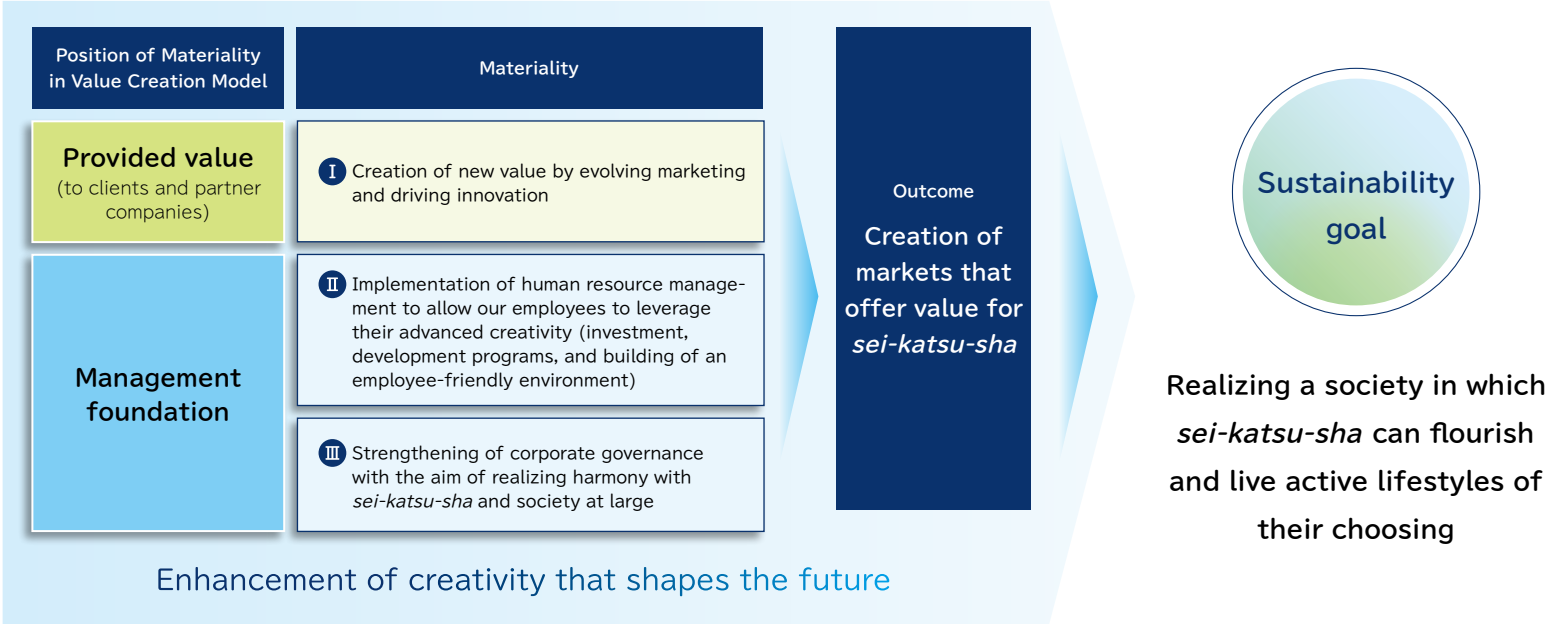 Position of Materiality
in Value Creation Model
Materiality
Provided value
(to clients and partner
companies)
I Creation of new value by evolving marketing
and driving innovation
Management
foundation
II Implementation of human resource manage-
ment to allow our employees to leverage
their advanced creativity (investment,
development programs, and building of an
employee-friendly environment)
III Strengthening of corporate governance
with the aim of realizing harmony with
sei-katsu-sha and society at large
Enhancement of creativity that shapes the future
Outcome
Creation of
markets that
offer value for
sei-katsu-sha
Sustainability
goal
Realizing a society in which
sei-katsu-sha can flourish
and live active lifestyles of
their choosing